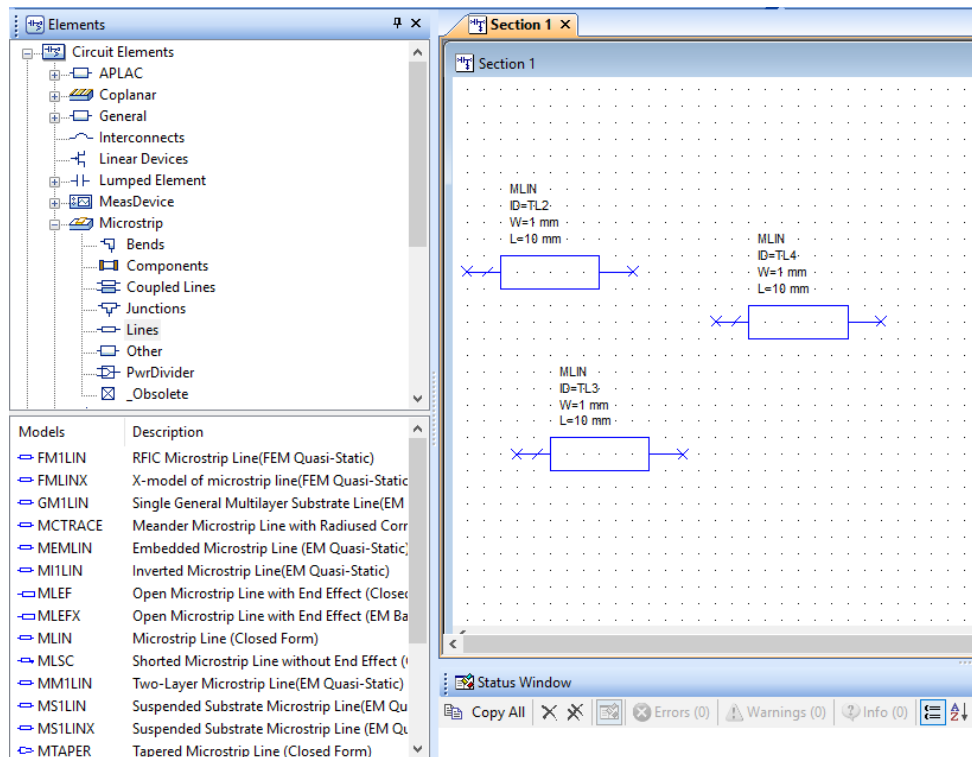 Elements
Circuit Elements
APLAC
Coplanar
General
Interconnects
Linear Devices
Lumped Element
MeasDevice
Microstrip
Bends
Components
Coupled Lines
Junctions
Lines
Other
PwrDivider
_Obsolete
Models Description
FM1LIN RFIC Microstrip Line(FEM Quasi-Static)
FMLINX X-model of microstrip line(FEM Quasi-Static
GM1LIN Single General Multilayer Substrate Line(EM
MCTRACE Meander Microstrip Line with Radiused Corr
MEMLIN Embedded Microstrip Line (EM Quasi-Static)
MI1LIN Inverted Microstrip Line(EM Quasi-Static)
MLEF Open Microstrip Line with End Effect (Closed
MLEFX Open Microstrip Line with End Effect (EM Ba
MLIN Microstrip Line (Closed Form)
MLSC Shorted Microstrip Line without End Effect (
MM1LIN Two-Layer Microstrip Line(EM Quasi-Static)
MS1LIN Suspended Substrate Microstrip Line(EM Qu
MS1LINX Suspended Substrate Microstrip Line (EM Qu
MTAPER Tapered Microstrip Line (Closed Form)
Section 1
Section 1
MLIN
ID=TL2
W=1 mm
L=10 mm
MLIN
ID=TL4
W=1 mm
L=10 mm
MLIN
ID=TL3
W=1 mm
L=10 mm
Status Window
Copy All Errors (0) Warnings (0) Info (0)